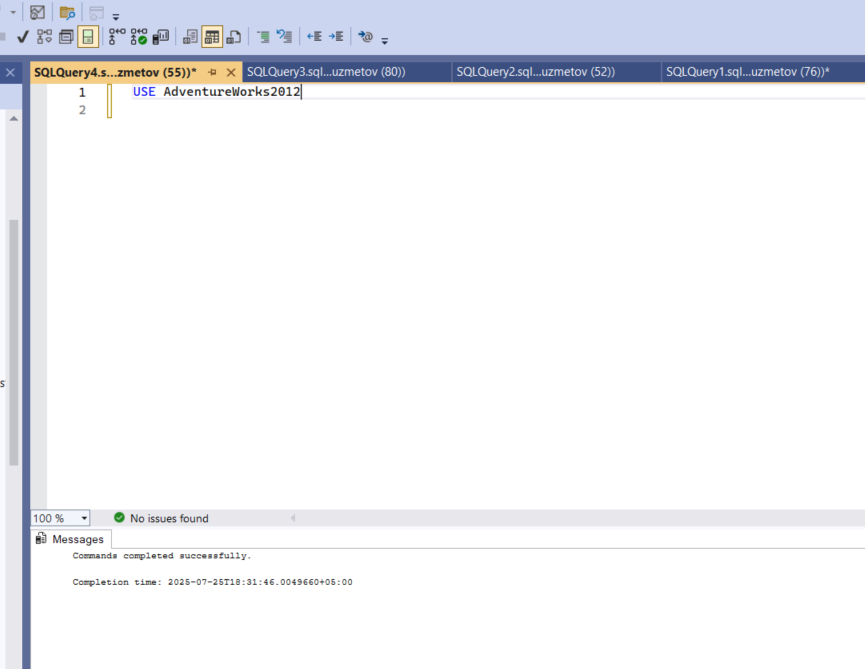 SQLQuery4.s...zmetov (55))*
SQLQuery3.sql...uzmetov (80))
SQLQuery2.sql...uzmetov (52))
SQLQuery1.sql...uzmetov (76))*
1 USE AdventureWorks2012
2
s
100 %
No issues found
Messages
Commands completed successfully.
Completion time: 2025-07-25T18:31:46.0049660+05:00